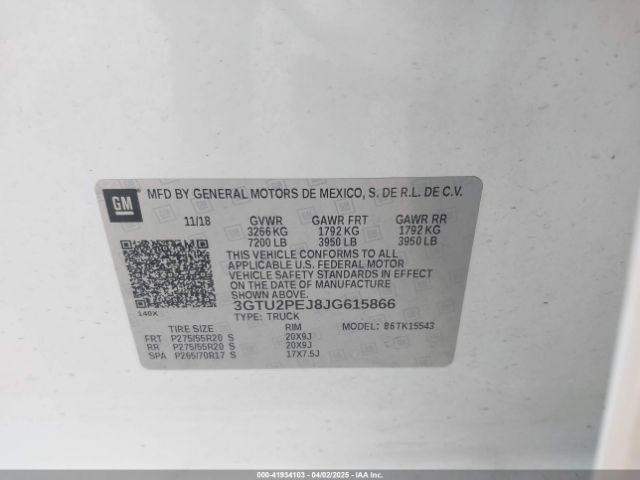 GM
MFD BY GENERAL MOTORS DE MEXICO, S. DE R.L. DE C.V.
11/18 GVWR GAWR FRT GAWR RR
3266 KG 1792 KG 1792 KG
7200 LB 3950 LB 3950 LB
THIS VEHICLE CONFORMS TO ALL
APPLICABLE U.S. FEDERAL MOTOR
VEHICLE SAFETY STANDARDS IN EFFECT
ON THE DATE OF MANUFACTURE
SHOWN ABOVE.
140X 3GTU2PEJ8JG615866
TYPE: TRUCK
TIRE SIZE RIM MODEL: 86TK15543
FRT P275/55R20 S 20X9J
RR P275/55R20 S 20X9J
SPA P265/70R17 S 17X7.5J
000-41934103 - 04/02/2025 - IAA Inc.